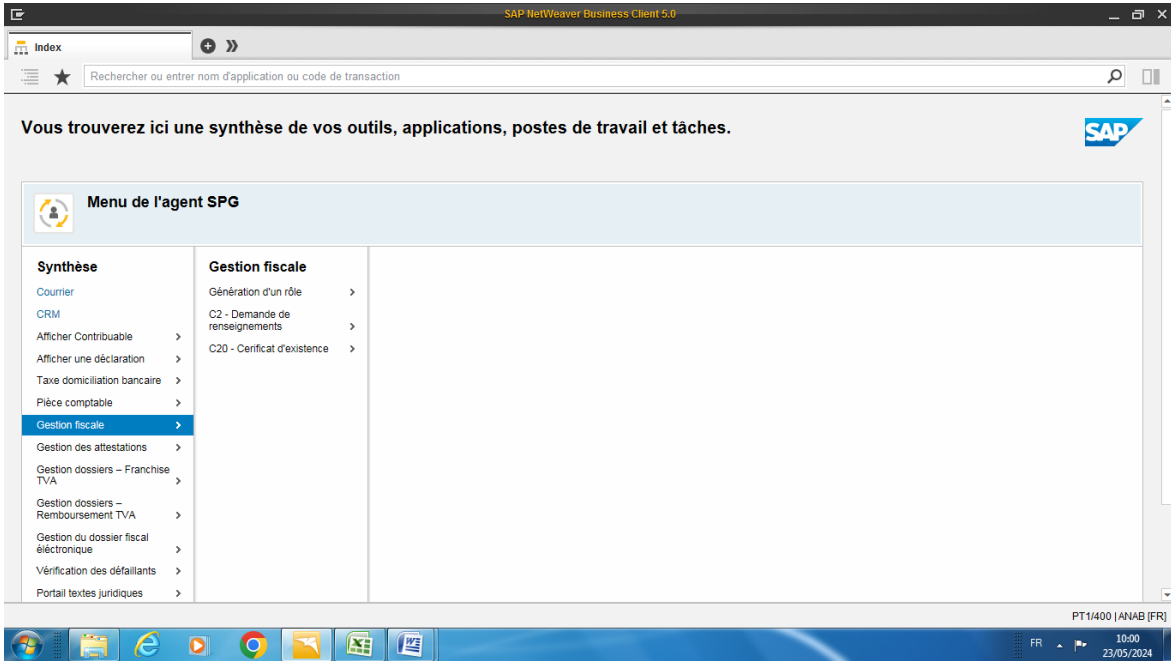 SAP NetWeaver Business Client 5.0
Index
Rechercher ou entrer nom d'application ou code de transaction
Vous trouverez ici une synthèse de vos outils, applications, postes de travail et tâches.
SAP
Menu de l'agent SPG
Synthèse
Courrier
CRM
Afficher Contribuable
Afficher une déclaration
Taxe domiciliation bancaire
Pièce comptable
Gestion fiscale
Gestion des attestations
Gestion dossiers – Franchise
TVA
Gestion dossiers –
Remboursement TVA
Gestion du dossier fiscal
éléctronique
Vérification des défaillants
Portail textes juridiques
Gestion fiscale
Génération d'un rôle
C2 - Demande de
renseignements
C20 - Cerificat d'existence
PT1/400 | ANAB [FR]
FR
10:00
23/05/2024